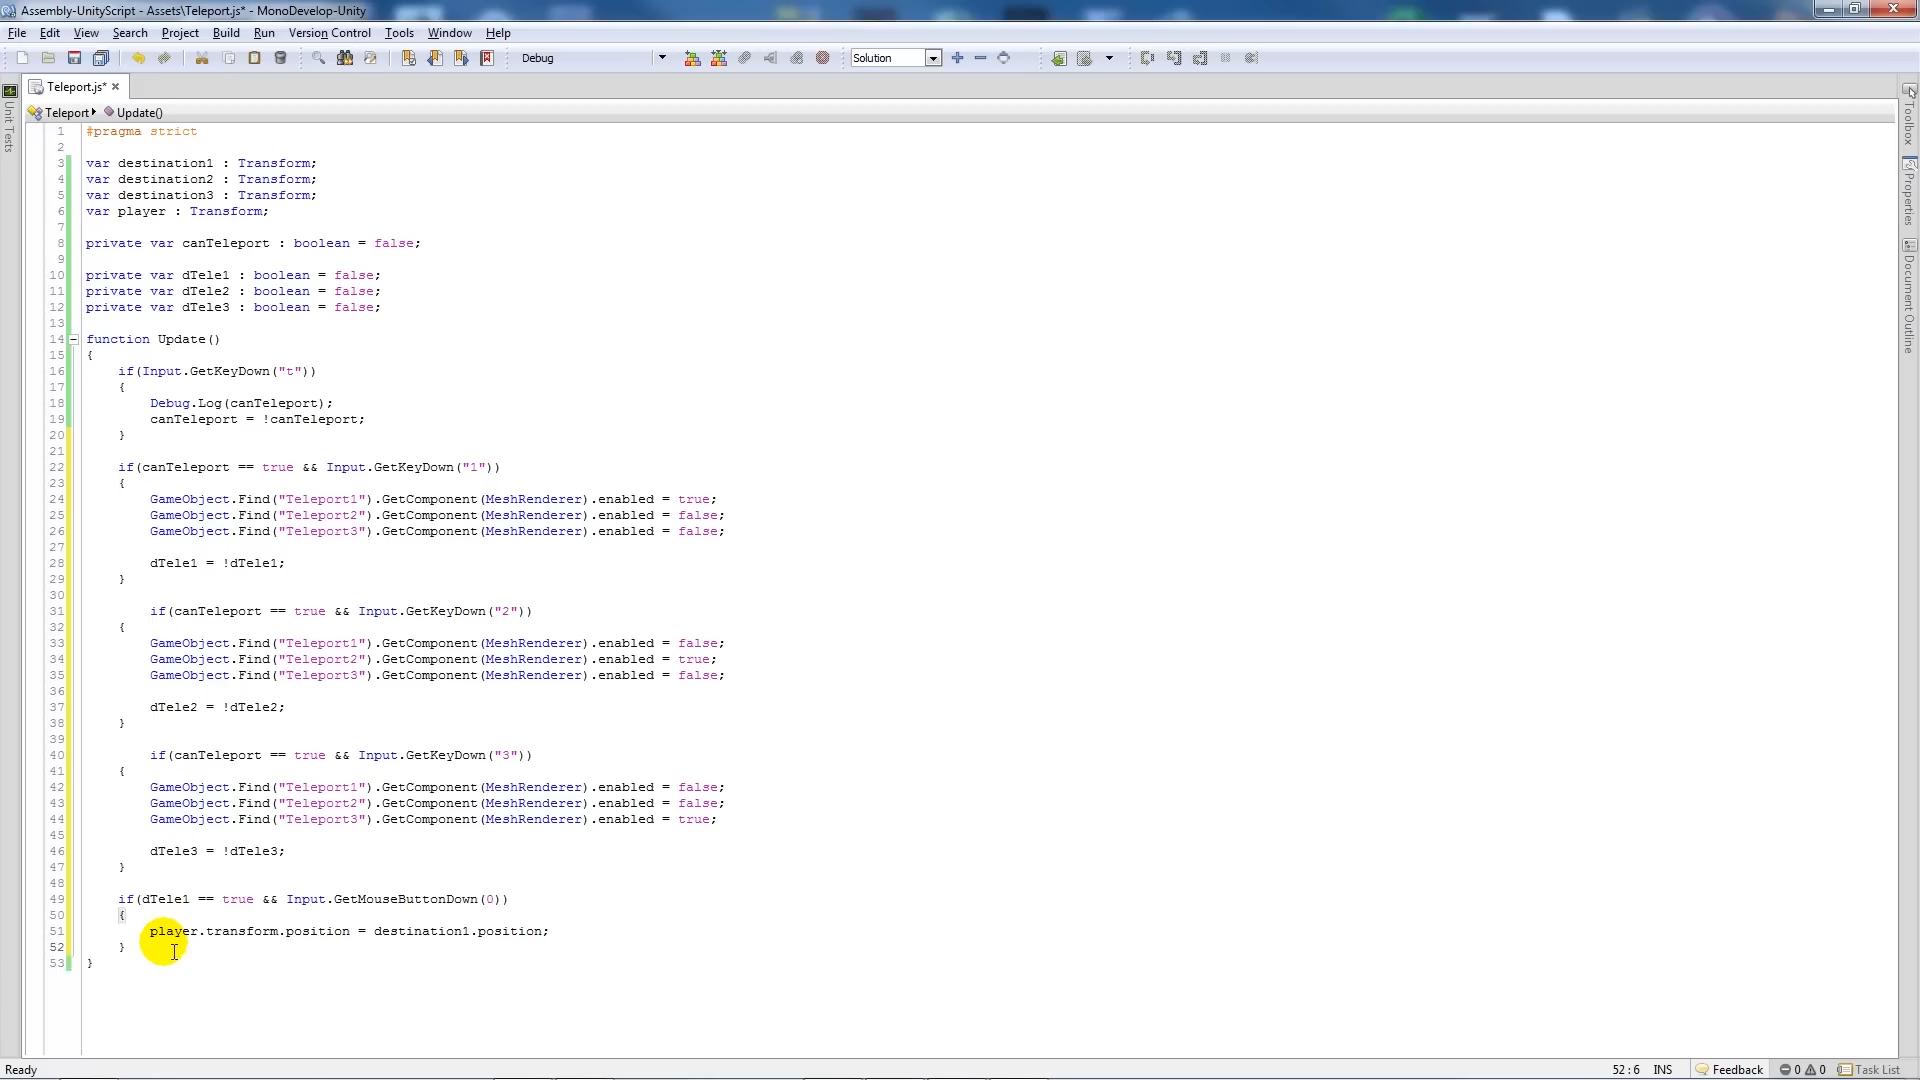 Assembly-UnityScript - Assets\Teleport.js* - MonoDevelop-Unity
File Edit View Search Project Build Run Version Control Tools Window Help
Debug Solution
Teleport.js*
Teleport Update()
Unit Tests
Toolbox
Properties
Document Outline
1 #pragma strict
2
3 var destination1 : Transform;
4 var destination2 : Transform;
5 var destination3 : Transform;
6 var player : Transform;
7
8 private var canTeleport : boolean = false;
9
10 private var dTele1 : boolean = false;
11 private var dTele2 : boolean = false;
12 private var dTele3 : boolean = false;
13
14 function Update()
15 {
16 if(Input.GetKeyDown("t"))
17 {
18 Debug.Log(canTeleport);
19 canTeleport = !canTeleport;
20 }
21
22 if(canTeleport == true && Input.GetKeyDown("1"))
23 {
24 GameObject.Find("Teleport1").GetComponent(MeshRenderer).enabled = true;
25 GameObject.Find("Teleport2").GetComponent(MeshRenderer).enabled = false;
26 GameObject.Find("Teleport3").GetComponent(MeshRenderer).enabled = false;
27
28 dTele1 = !dTele1;
29 }
30
31 if(canTeleport == true && Input.GetKeyDown("2"))
32 {
33 GameObject.Find("Teleport1").GetComponent(MeshRenderer).enabled = false;
34 GameObject.Find("Teleport2").GetComponent(MeshRenderer).enabled = true;
35 GameObject.Find("Teleport3").GetComponent(MeshRenderer).enabled = false;
36
37 dTele2 = !dTele2;
38 }
39
40 if(canTeleport == true && Input.GetKeyDown("3"))
41 {
42 GameObject.Find("Teleport1").GetComponent(MeshRenderer).enabled = false;
43 GameObject.Find("Teleport2").GetComponent(MeshRenderer).enabled = false;
44 GameObject.Find("Teleport3").GetComponent(MeshRenderer).enabled = true;
45
46 dTele3 = !dTele3;
47 }
48
49 if(dTele1 == true && Input.GetMouseButtonDown(0))
50 {
51 player.transform.position = destination1.position;
52 }
53 }
Ready 52 : 6 INS Feedback 0 0 Task List